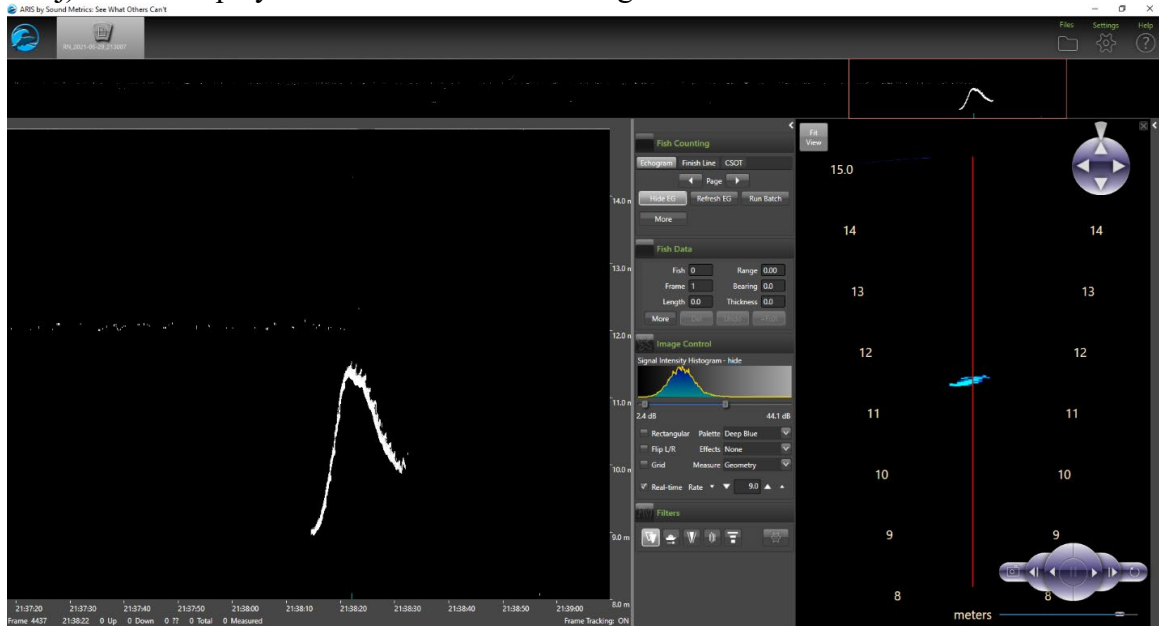 ARIS by Sound Metrics: See What Others Can't
Files Settings Help
Fit
View
Fish Counting
Echogram Finish Line CSOT
Page
Hide EG Refresh EG Run Batch
More
Fish Data
Fish 0 Range 0.00
Frame 1 Bearing 0.0
Length 0.0 Thickness 0.0
More
Image Control
Signal Intensity Histogram - hide
2.4 dB 44.1 dB
Rectangular Palette Deep Blue
Flip L/R Effects None
Grid Measure Geometry
Real-time Rate 9.0
Filters
14.0 m
13.0 m
12.0 m
11.0 m
10.0 m
9.0 m
8.0 m
15.0
14 14
13 13
12 12
11 11
10 10
9 9
8 8
meters
21:37:20 21:37:30 21:37:40 21:37:50 21:38:00 21:38:10 21:38:20 21:38:30 21:38:40 21:38:50 21:39:00
Frame 4437 21:38:22 0 Up 0 Down 0 ?? 0 Total 0 Measured Frame Tracking: ON